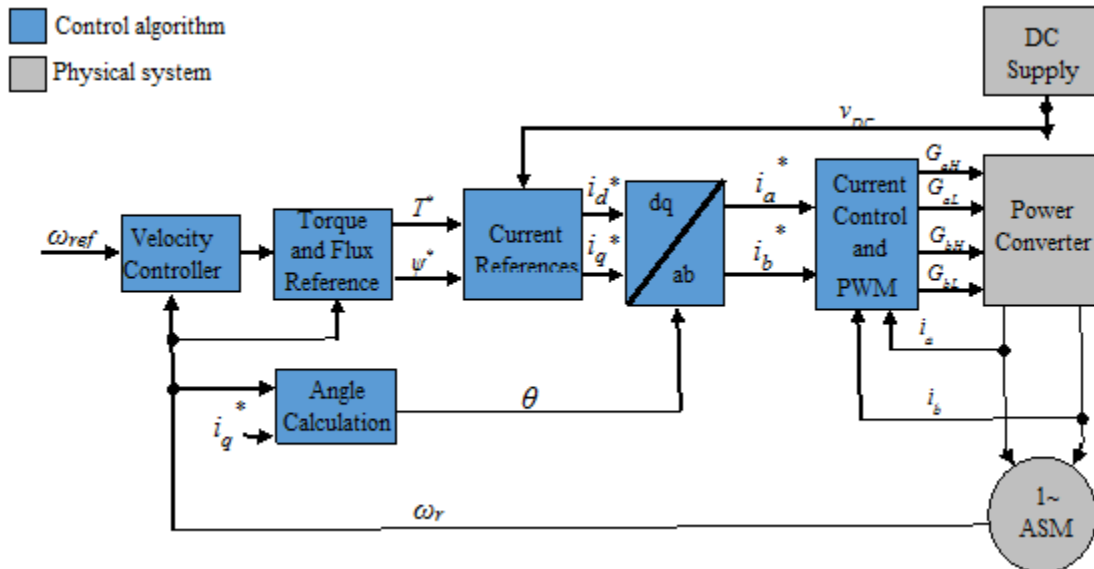 Control algorithm
Physical system
DC
Supply
v_DC
ω_ref
Velocity
Controller
Torque
and Flux
Reference
T*
ψ*
Current
References
i_d*
i_q*
dq
ab
i_a*
i_b*
Current
Control
and
PWM
G_aH
G_aL
G_bH
G_bL
Power
Converter
i_a
i_b
Angle
Calculation
i_q*
θ
ω_r
1~
ASM